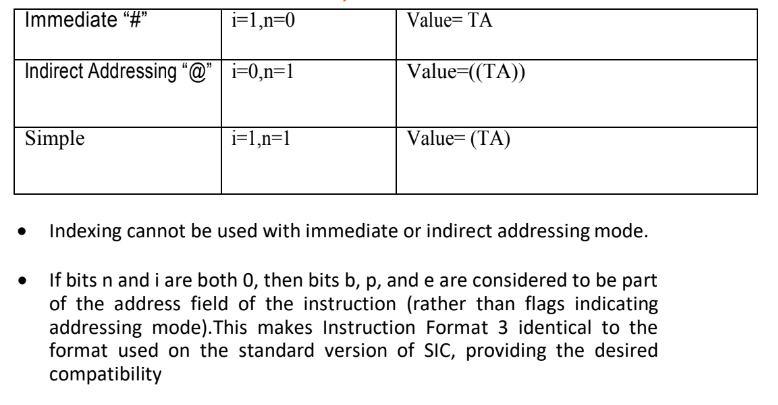 Immediate “#” i=1,n=0 Value= TA
Indirect Addressing “@” i=0,n=1 Value=((TA))
Simple i=1,n=1 Value= (TA)
• Indexing cannot be used with immediate or indirect addressing mode.
• If bits n and i are both 0, then bits b, p, and e are considered to be part
of the address field of the instruction (rather than flags indicating
addressing mode).This makes Instruction Format 3 identical to the
format used on the standard version of SIC, providing the desired
compatibility